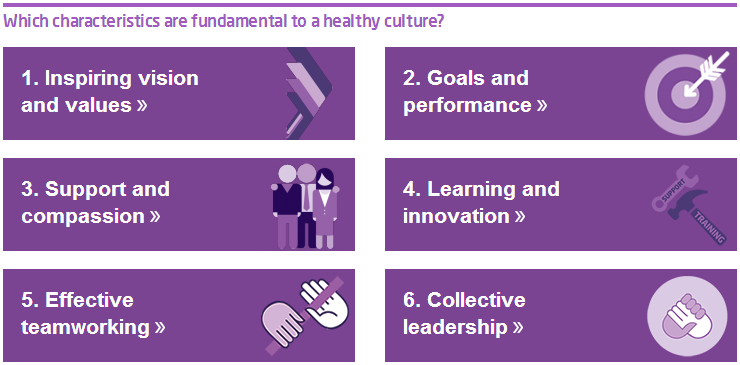 Which characteristics are fundamental to a healthy culture?
1. Inspiring vision
and values »
2. Goals and
performance »
3. Support and
compassion »
4. Learning and
innovation »
SUPPORT
TRAINING
5. Effective
teamworking »
6. Collective
leadership »